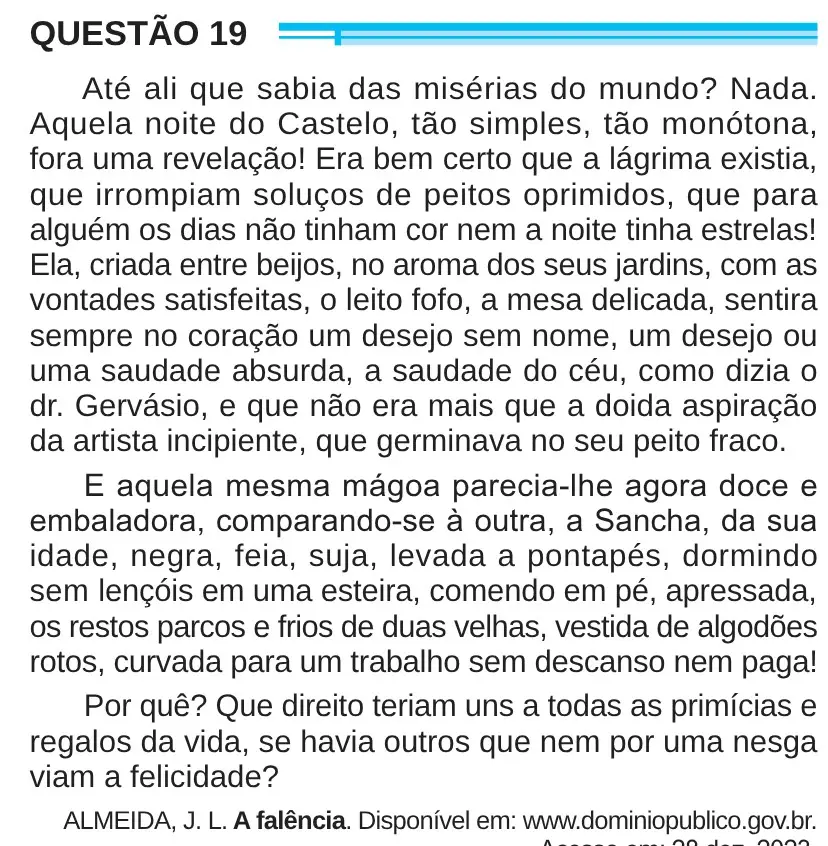 QUESTÃO 19
Até ali que sabia das misérias do mundo? Nada.
Aquela noite do Castelo, tão simples, tão monótona,
fora uma revelação! Era bem certo que a lágrima existia,
que irrompiam soluços de peitos oprimidos, que para
alguém os dias não tinham cor nem a noite tinha estrelas!
Ela, criada entre beijos, no aroma dos seus jardins, com as
vontades satisfeitas, o leito fofo, a mesa delicada, sentira
sempre no coração um desejo sem nome, um desejo ou
uma saudade absurda, a saudade do céu, como dizia o
dr. Gervásio, e que não era mais que a doida aspiração
da artista incipiente, que germinava no seu peito fraco.
E aquela mesma mágoa parecia-lhe agora doce e
embaladora, comparando-se à outra, a Sancha, da sua
idade, negra, feia, suja, levada a pontapés, dormindo
sem lençóis em uma esteira, comendo em pé, apressada,
os restos parcos e frios de duas velhas, vestida de algodões
rotos, curvada para um trabalho sem descanso nem paga!
Por quê? Que direito teriam uns a todas as primícias e
regalos da vida, se havia outros que nem por uma nesga
viam a felicidade?
ALMEIDA, J. L. A falência. Disponível em: www.dominiopublico.gov.br.
Acesso em: 28 dez. 2023.